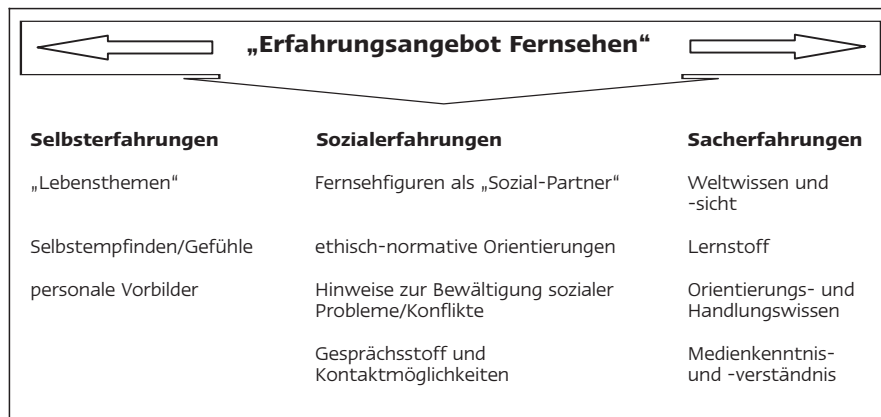 „Erfahrungsangebot Fernsehen“
Selbsterfahrungen
„Lebensthemen“
Selbstempfinden/Gefühle
personale Vorbilder
Sozialerfahrungen
Fernsehfiguren als „Sozial-Partner“
ethisch-normative Orientierungen
Hinweise zur Bewältigung sozialer
Probleme/Konflikte
Gesprächsstoff und
Kontaktmöglichkeiten
Sacherfahrungen
Weltwissen und
-sicht
Lernstoff
Orientierungs- und
Handlungswissen
Medienkenntnis-
und -verständnis